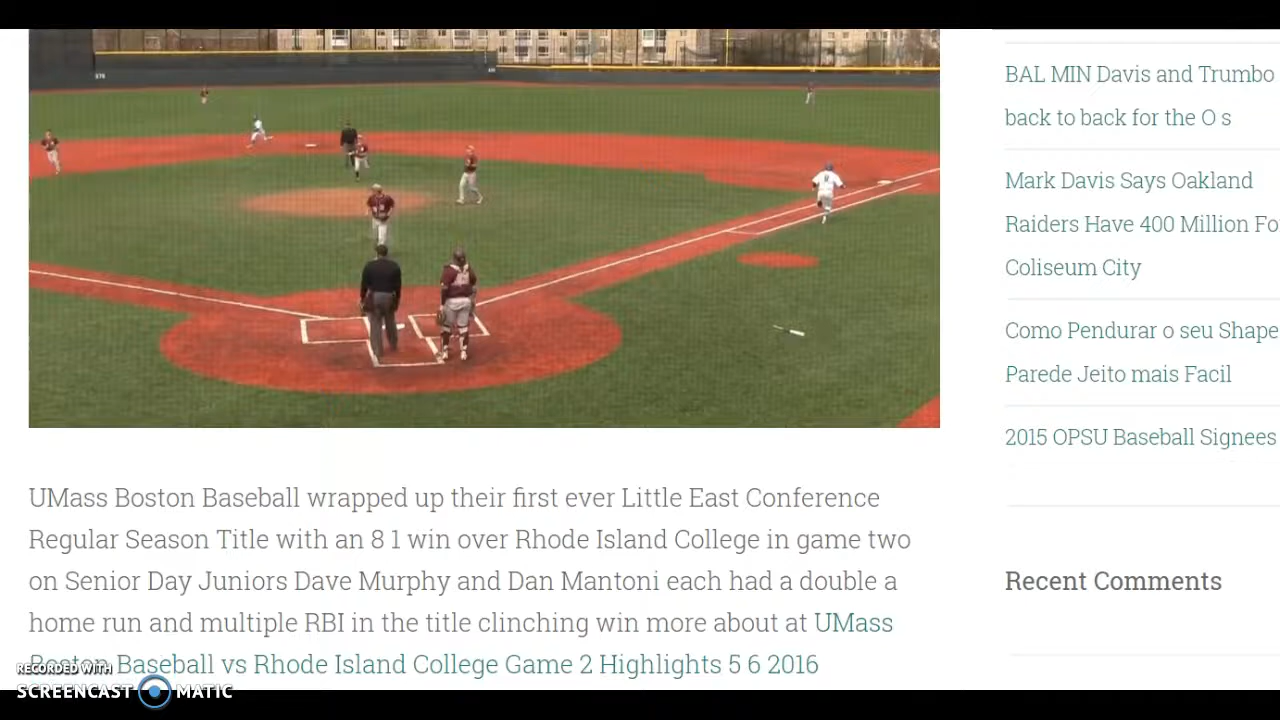 BAL MIN Davis and Trumbo
back to back for the O s
Mark Davis Says Oakland
Raiders Have 400 Million Fo
Coliseum City
Como Pendurar o seu Shape
Parede Jeito mais Facil
2015 OPSU Baseball Signees
Recent Comments
UMass Boston Baseball wrapped up their first ever Little East Conference
Regular Season Title with an 8 1 win over Rhode Island College in game two
on Senior Day Juniors Dave Murphy and Dan Mantoni each had a double a
home run and multiple RBI in the title clinching win more about at UMass
Boston Baseball vs Rhode Island College Game 2 Highlights 5 6 2016
RECORDED WITH
SCREENCAST MATIC